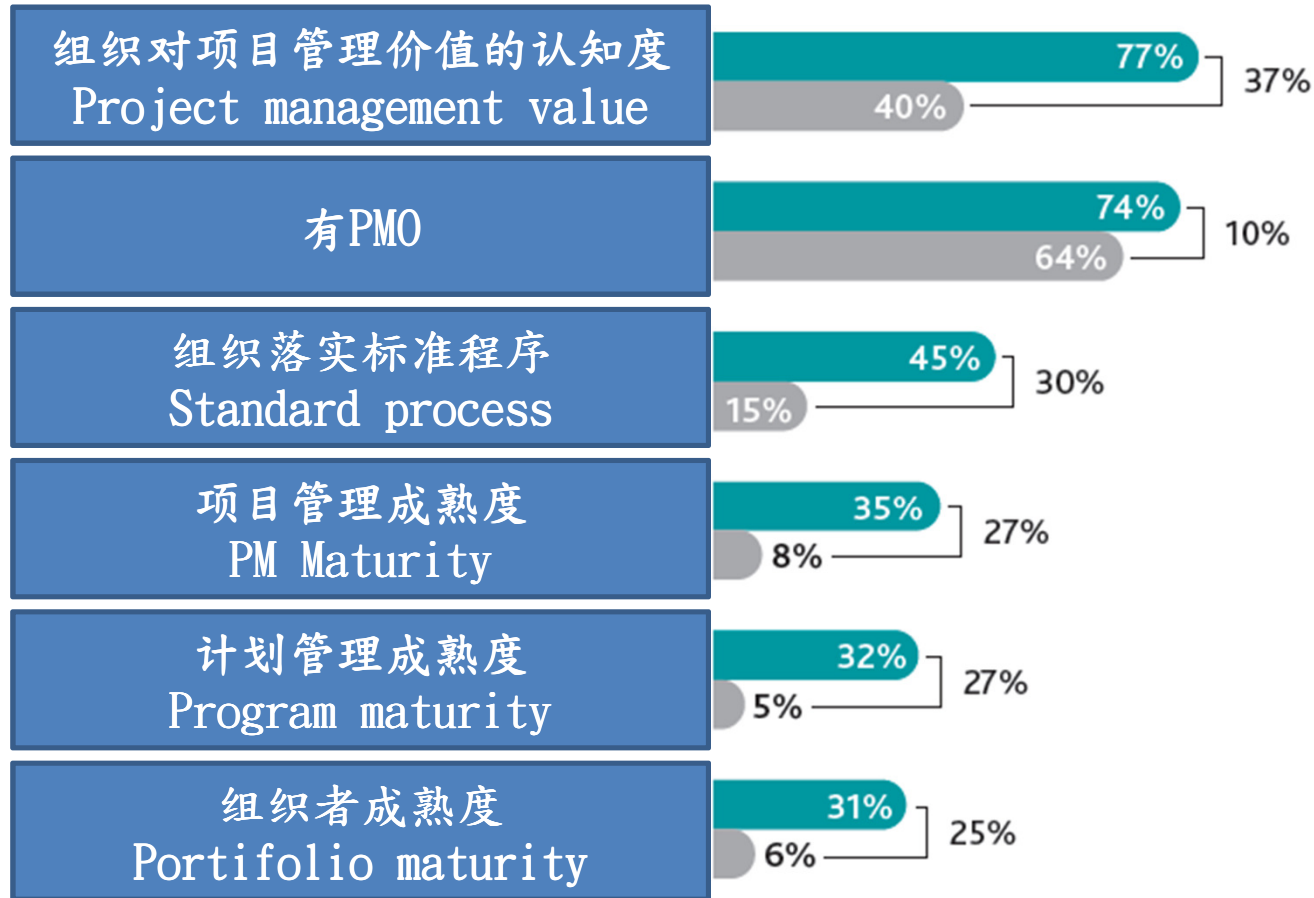 组织对项目管理价值的认知度
Project management value
77%
40%
37%
有PMO
74%
64%
10%
组织落实标准程序
Standard process
45%
15%
30%
项目管理成熟度
PM Maturity
35%
8%
27%
计划管理成熟度
Program maturity
32%
5%
27%
组织者成熟度
Portifolio maturity
31%
6%
25%